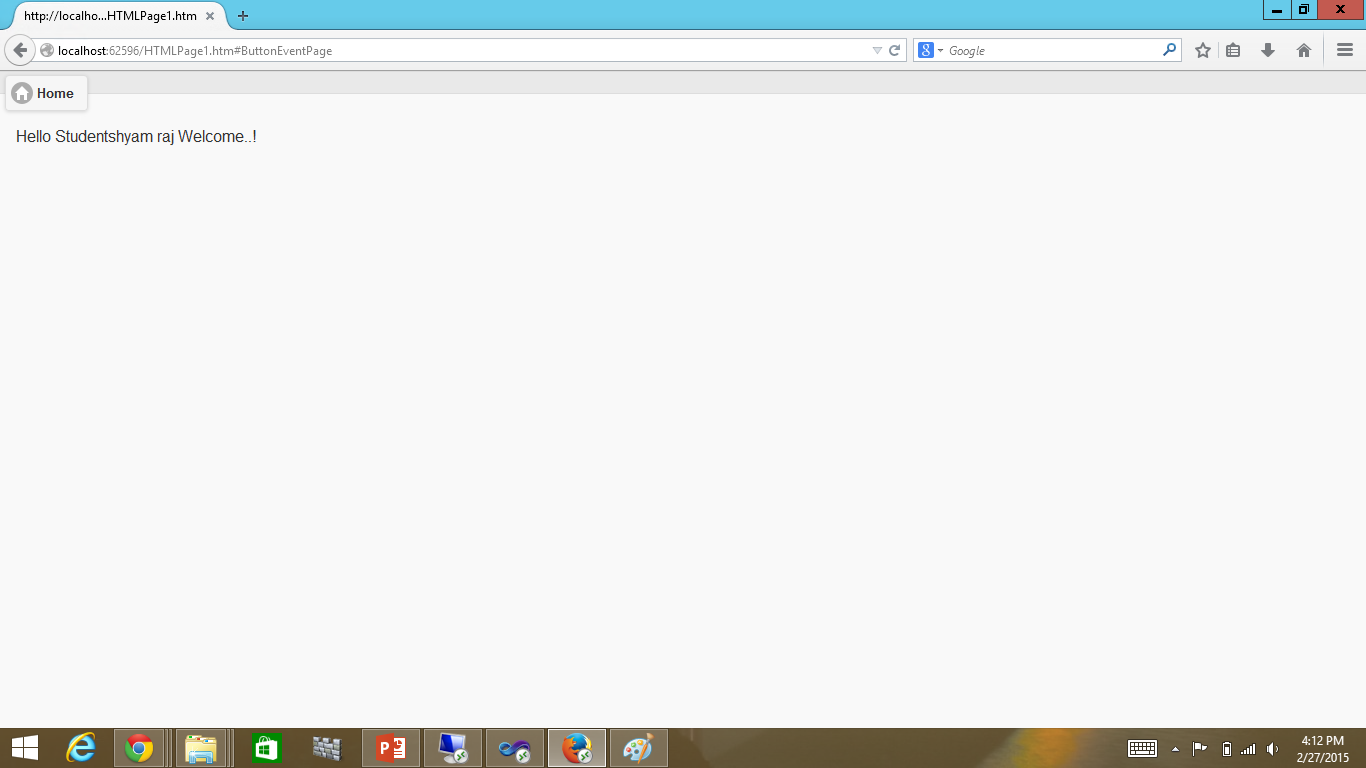 http://localho...HTMLPage1.htm
localhost:62596/HTMLPage1.htm#ButtonEventPage
Google
Home
Hello Studentshyam raj Welcome..!
4:12 PM
2/27/2015